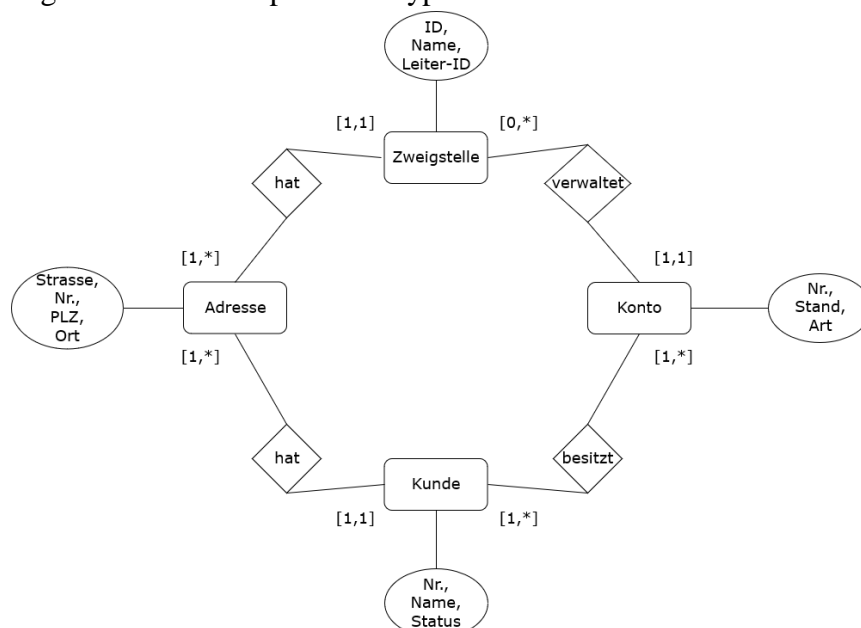 ID,
Name,
Leiter-ID
[1,1]
[0,*]
Zweigstelle
hat
verwaltet
[1,*]
[1,1]
Strasse,
Nr.,
PLZ,
Ort
Adresse
Konto
Nr.,
Stand,
Art
[1,*]
[1,*]
hat
besitzt
Kunde
[1,1]
[1,*]
Nr.,
Name,
Status